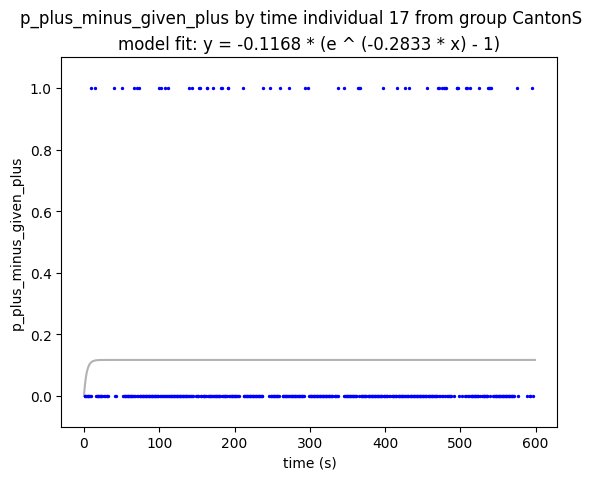 p_plus_minus_given_plus by time individual 17 from group CantonS
model fit: y = -0.1168 * (e ^ (-0.2833 * x) - 1)
1.0
0.8
0.6
0.4
0.2
0.0
p_plus_minus_given_plus
0 100 200 300 400 500 600
time (s)